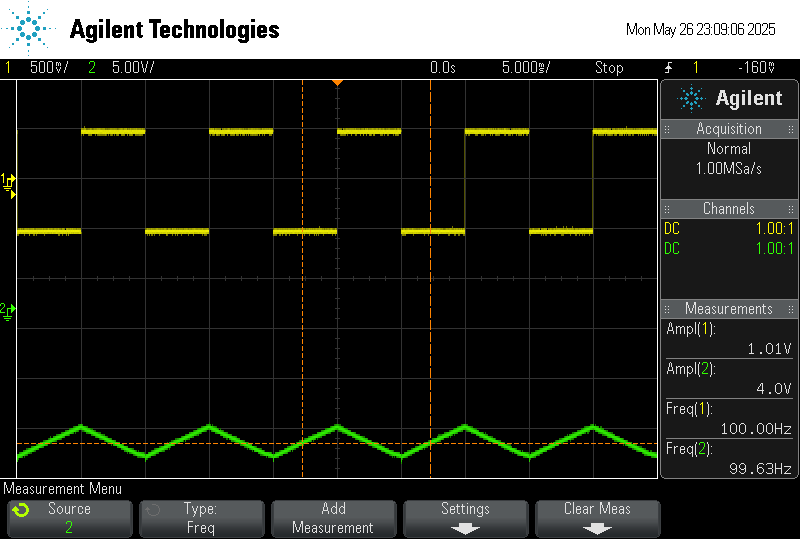 Agilent Technologies
Mon May 26 23:09:06 2025
1 500mV/ 2 5.00V/ 0.0s 5.000ms/ Stop 1 -160mV
Agilent
Acquisition
Normal
1.00MSa/s
Channels
DC 1.00:1
DC 1.00:1
Measurements
Ampl(1):
1.01V
Ampl(2):
4.0V
Freq(1):
100.00Hz
Freq(2):
99.63Hz
1
2
Measurement Menu
Source
2
Type:
Freq
Add
Measurement
Settings
Clear Meas